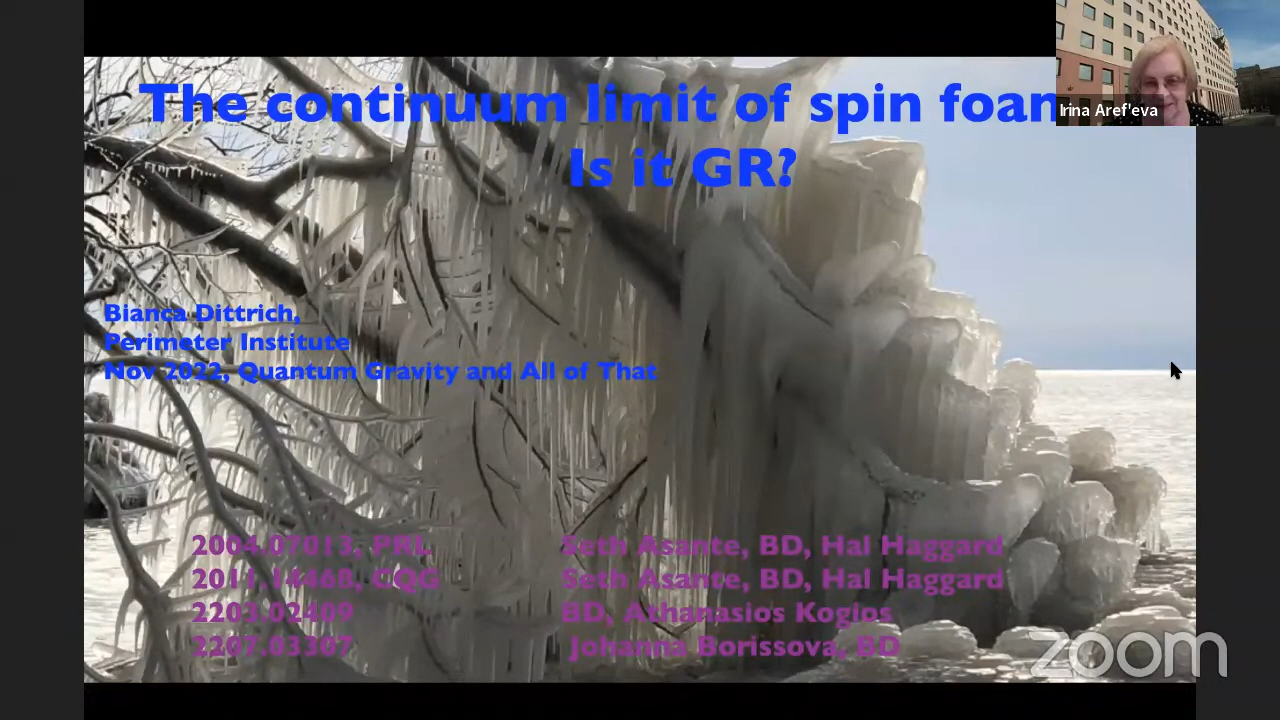 The continuum limit of spin foam
Irina Aref'eva
Is it GR?
Bianca Dittrich,
Perimeter Institute
Nov 2022, Quantum Gravity and All of That
2004.07013, PRL Seth Asante, BD, Hal Haggard
2011.14468, CQG Seth Asante, BD, Hal Haggard
2203.02409 BD, Athanasios Kogios
2207.03307 Johanna Borissova, BD
zoom